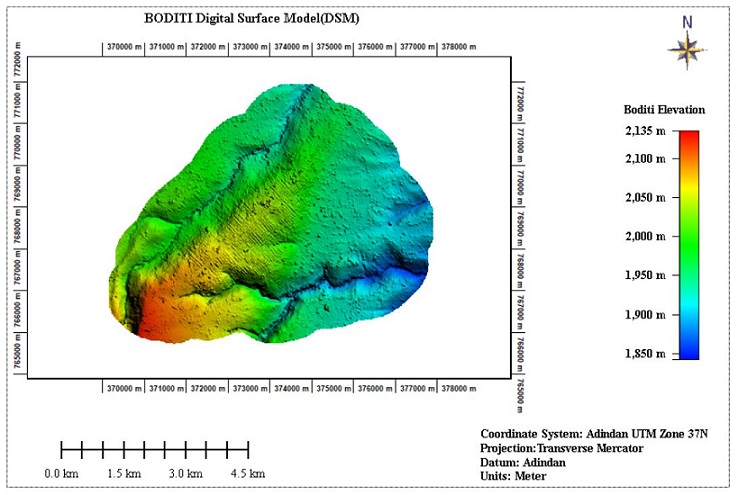 BODITI Digital Surface Model(DSM)
N
370000 m 371000 m 372000 m 373000 m 374000 m 375000 m 376000 m 377000 m 378000 m
772000 m
771000 m
770000 m
769000 m
768000 m
767000 m
766000 m
765000 m
772000 m
771000 m
770000 m
769000 m
768000 m
767000 m
766000 m
765000 m
370000 m 371000 m 372000 m 373000 m 374000 m 375000 m 376000 m 377000 m 378000 m
Boditi Elevation
2,135 m
2,100 m
2,050 m
2,000 m
1,950 m
1,900 m
1,850 m
0.0 km 1.5 km 3.0 km 4.5 km
Coordinate System: Adindan UTM Zone 37N
Projection:Transverse Mercator
Datum: Adindan
Units: Meter